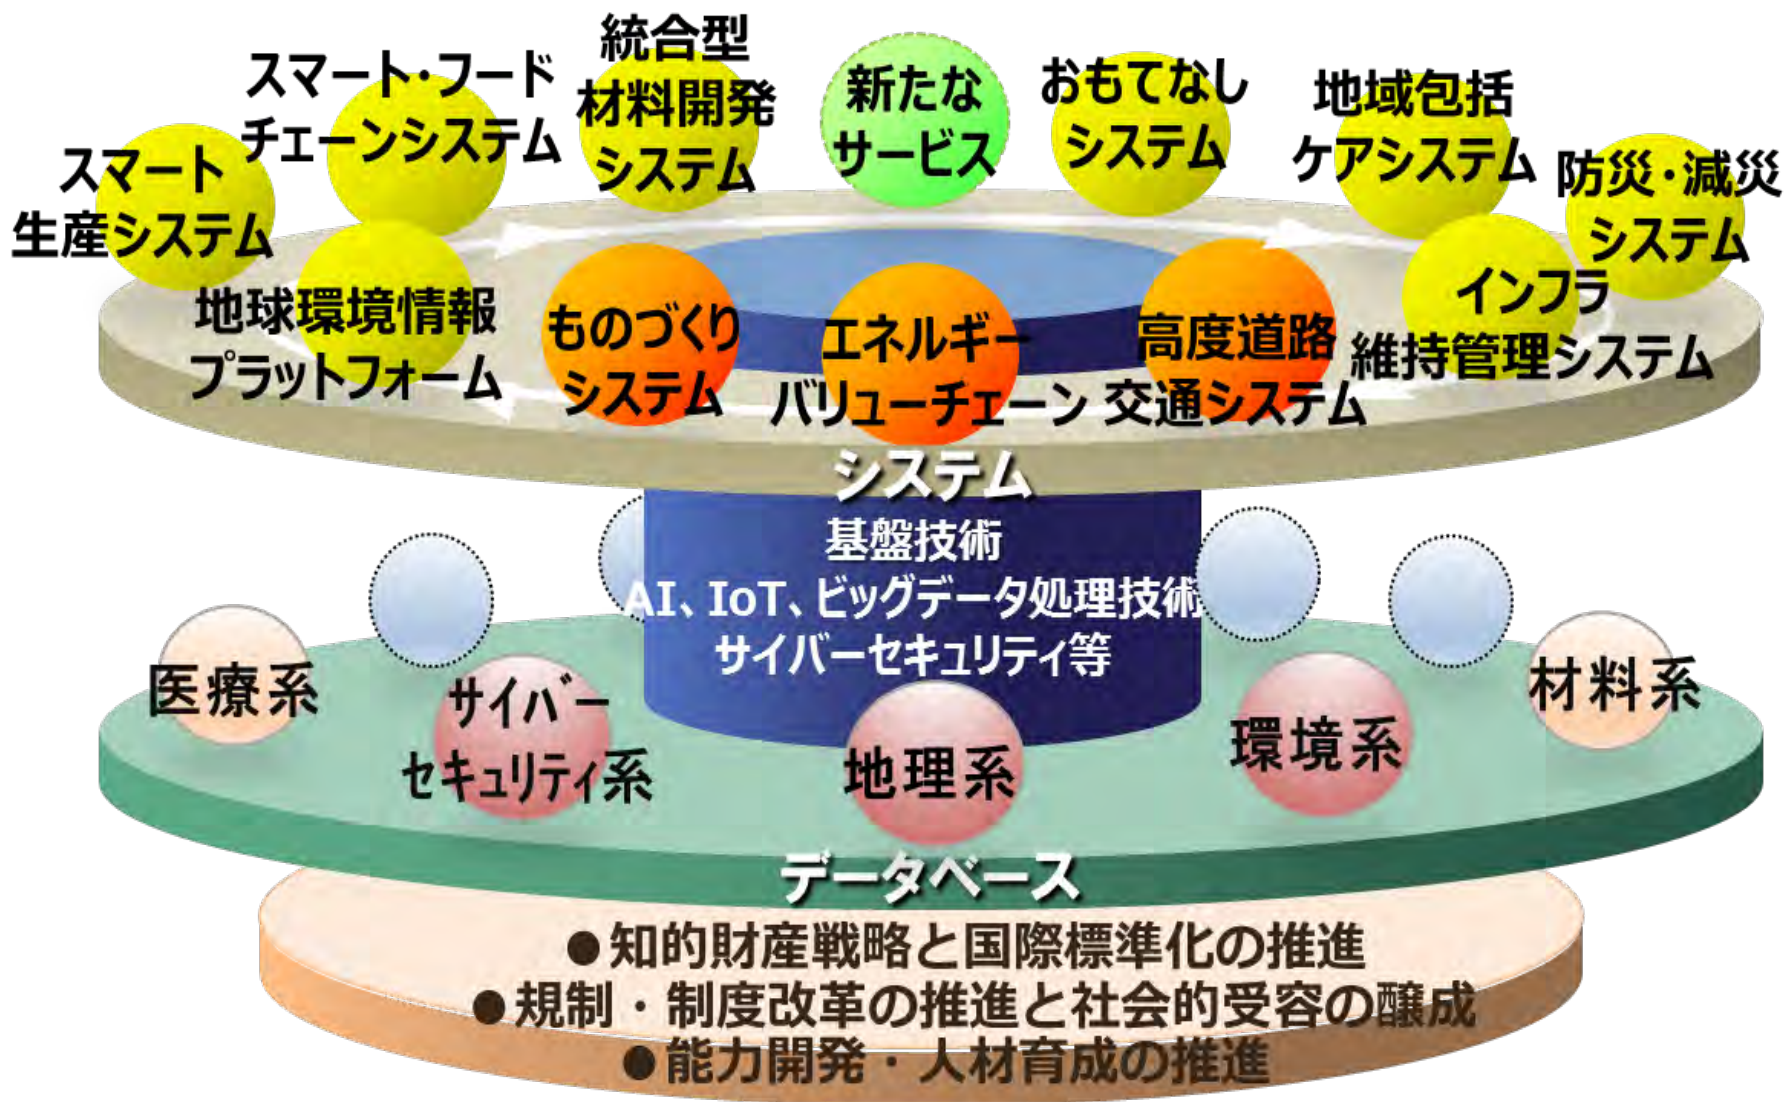 統合型
材料開発
システム
スマート・フード
チェーンシステム
新たな
サービス
おもてなし
システム
地域包括
ケアシステム
スマート
生産システム
防災・減災
システム
地球環境情報
プラットフォーム
ものづくり
システム
エネルギー
バリューチェーン
高度道路
交通システム
インフラ
維持管理システム
システム
基盤技術
AI、IoT、ビッグデータ処理技術
サイバーセキュリティ等
医療系
サイバー
セキュリティ系
地理系
環境系
材料系
データベース
●知的財産戦略と国際標準化の推進
●規制・制度改革の推進と社会的受容の醸成
●能力開発・人材育成の推進